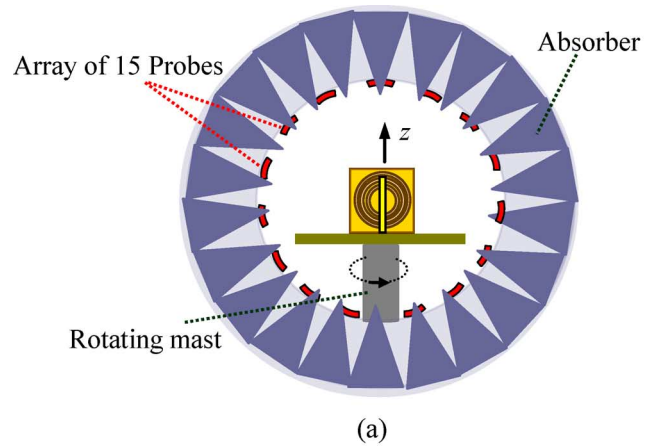 Absorber
Array of 15 Probes
z
Rotating mast
(a)